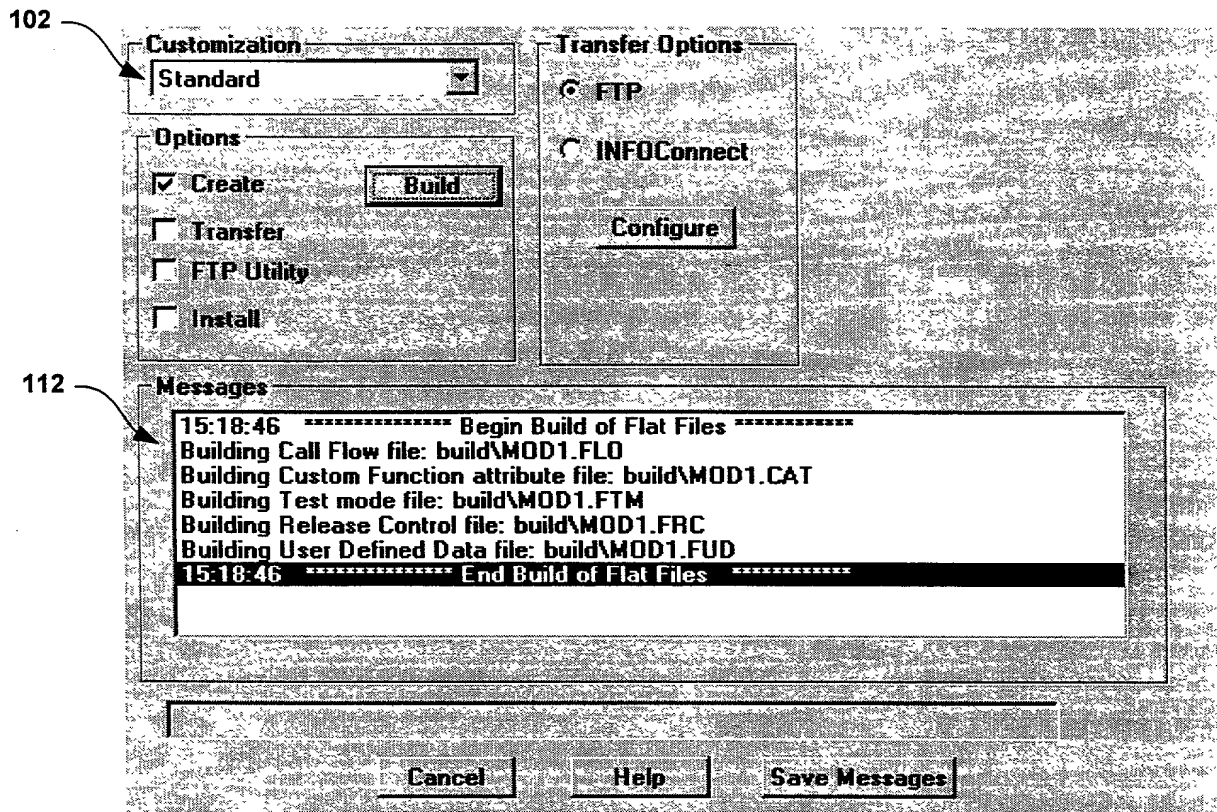 102
Customization
Standard
Options
Create
Build
Transfer
FTP Utility
Install
Transfer Options
FTP
INFOConnect
Configure
112
Messages
15:18:46 *************** Begin Build of Flat Files ************
Building Call Flow file: build\MOD1.FLO
Building Custom Function attribute file: build\MOD1.CAT
Building Test mode file: build\MOD1.FTM
Building Release Control file: build\MOD1.FRC
Building User Defined Data file: build\MOD1.FUD
15:18:46 *************** End Build of Flat Files ************
Cancel Help Save Messages